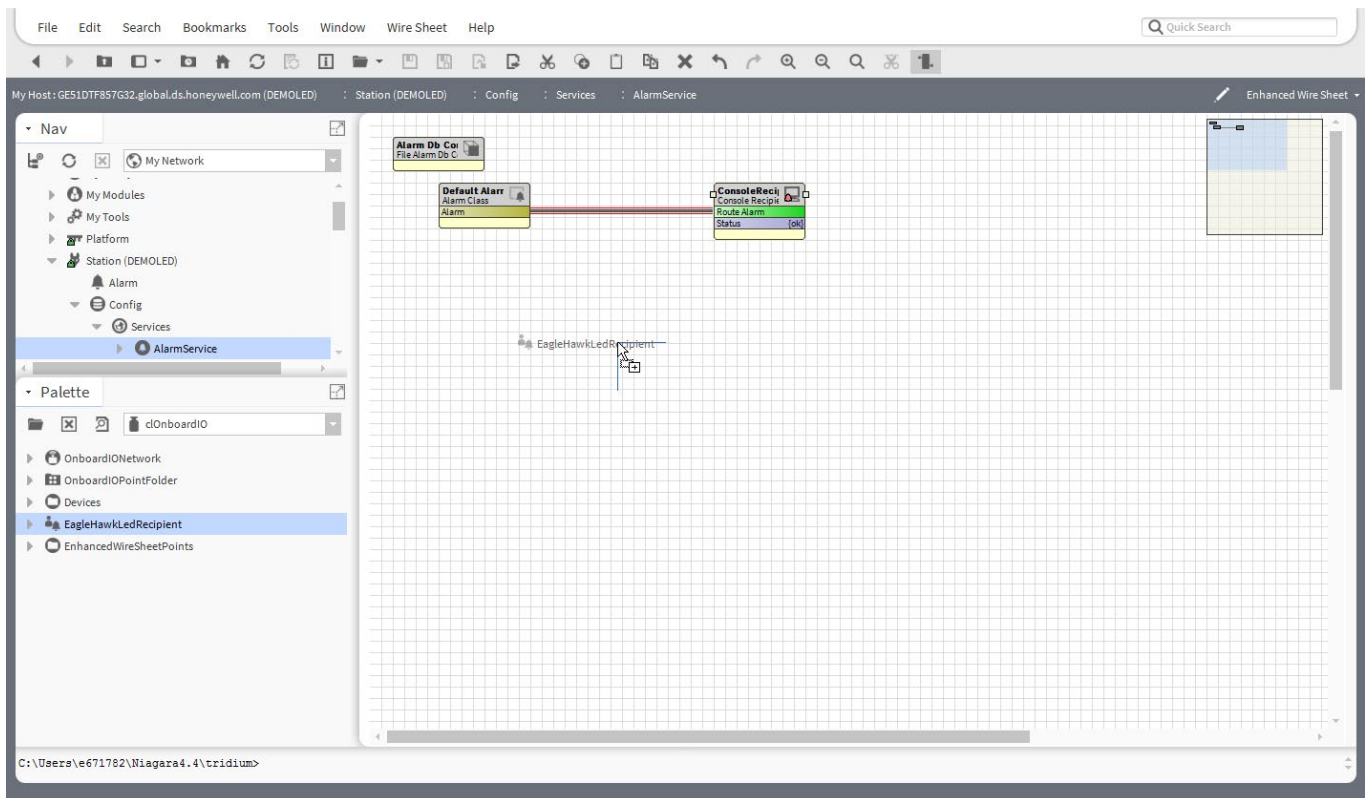 File Edit Search Bookmarks Tools Window Wire Sheet Help
Quick Search
My Host : GE51DTF857G32.global.ds.honeywell.com (DEMOLED) : Station (DEMOLED) : Config : Services : AlarmService
Enhanced Wire Sheet
Nav
My Network
My Modules
My Tools
Platform
Station (DEMOLED)
Alarm
Config
Services
AlarmService
Palette
clOnboardIO
OnboardIONetwork
OnboardIOPointFolder
Devices
EagleHawkLedRecipient
EnhancedWireSheetPoints
Alarm Db Co
File Alarm Db C
Default Alarr
Alarm Class
Alarm
ConsoleReci
Console Recipi
Route Alarm
Status [ok]
EagleHawkLedRecipient
C:\Users\e671782\Niagara4.4\tridium>